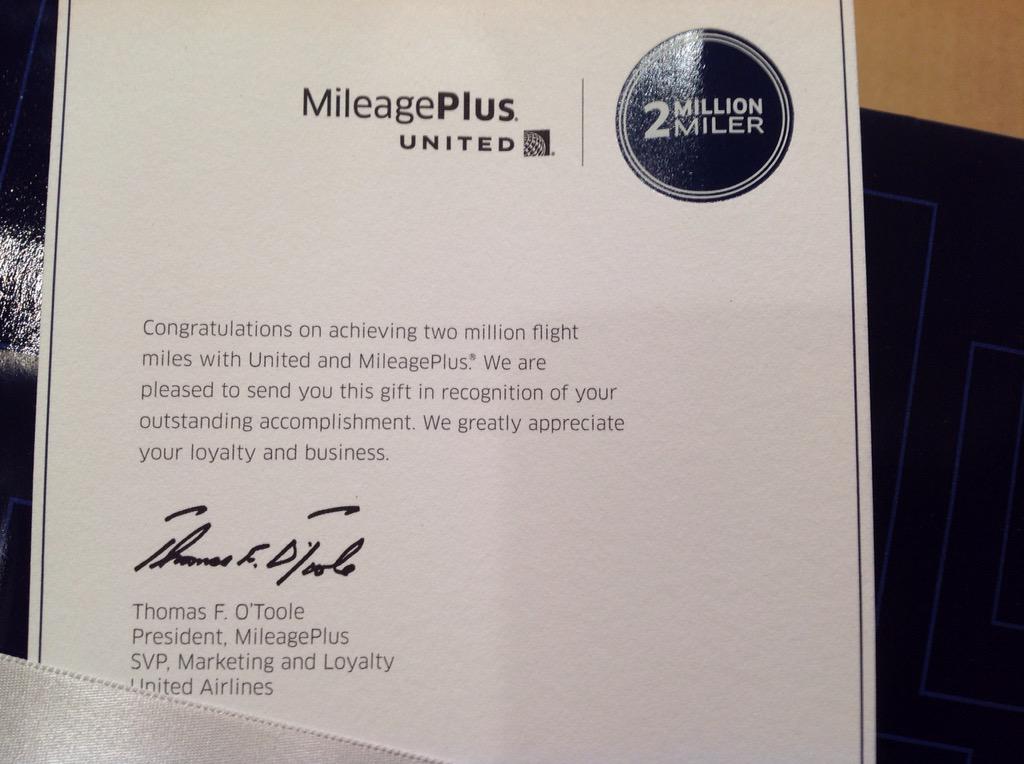 MileagePlus.
UNITED
2 MILLION
MILER
Congratulations on achieving two million flight
miles with United and MileagePlus.® We are
pleased to send you this gift in recognition of your
outstanding accomplishment. We greatly appreciate
your loyalty and business.
Thomas F. O'Toole
Thomas F. O'Toole
President, MileagePlus
SVP, Marketing and Loyalty
United Airlines